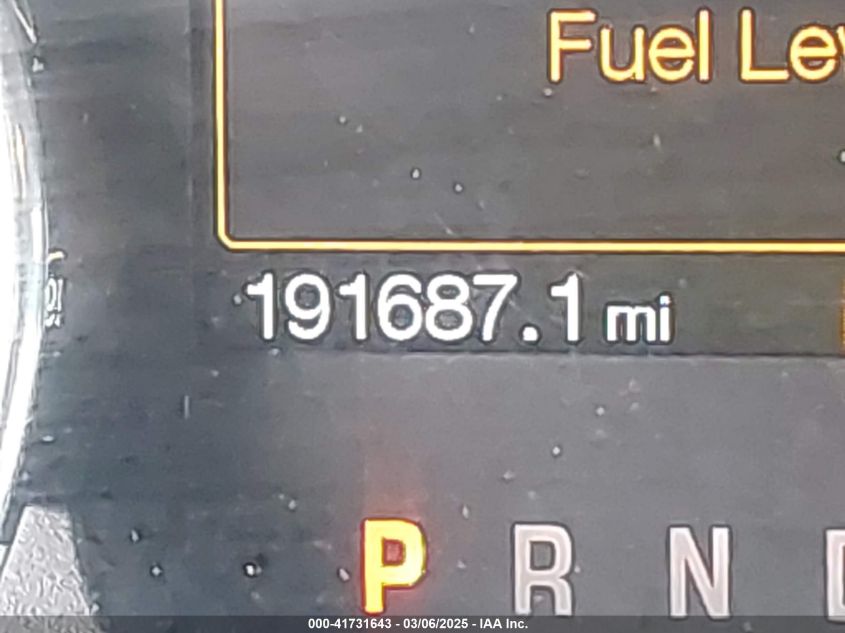 Fuel Lev
191687.1 mi
P R N D
000-41731643 - 03/06/2025 - IAA Inc.